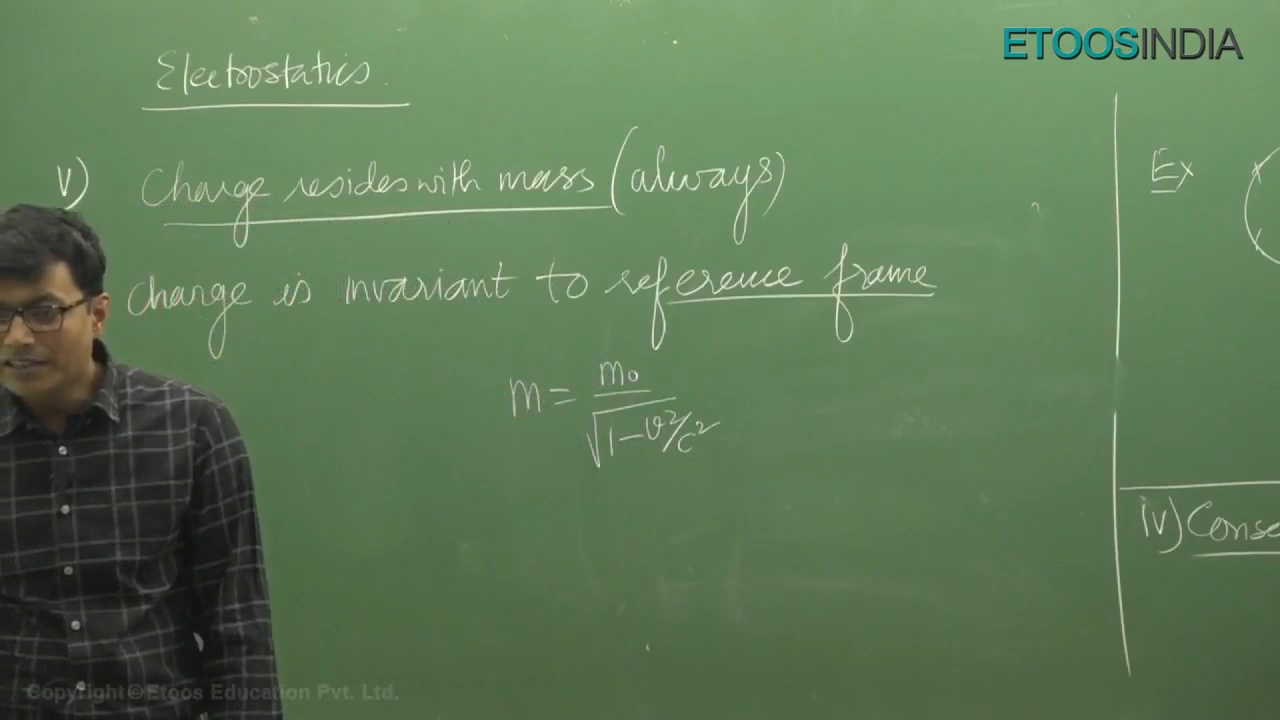 ETOOSINDIA
Electrostatics.
v) Charge resides with mass (always)
Charge is invariant to reference frame
m = m₀ / √1-v²/c²
Ex
iv) Conse
Copyright © Etoos Education Pvt. Ltd.